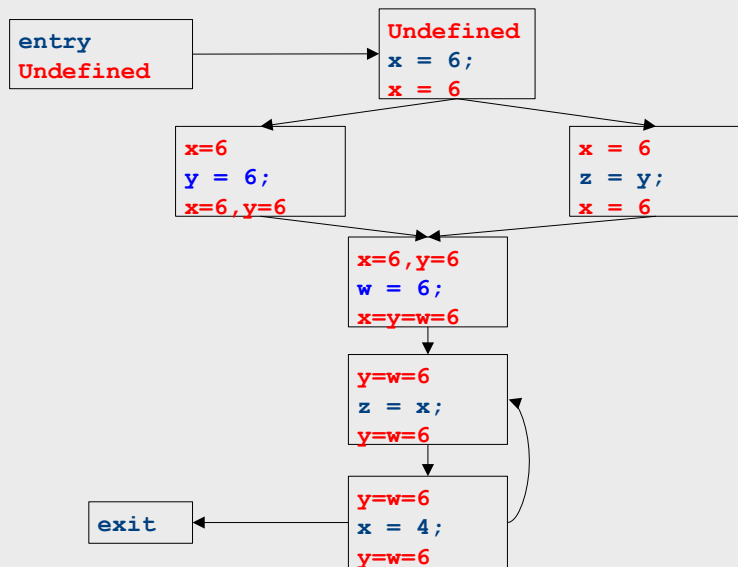 entry
Undefined
Undefined
x = 6;
x = 6
x=6
y = 6;
x=6,y=6
x = 6
z = y;
x = 6
x=6,y=6
w = 6;
x=y=w=6
y=w=6
z = x;
y=w=6
y=w=6
x = 4;
y=w=6
exit